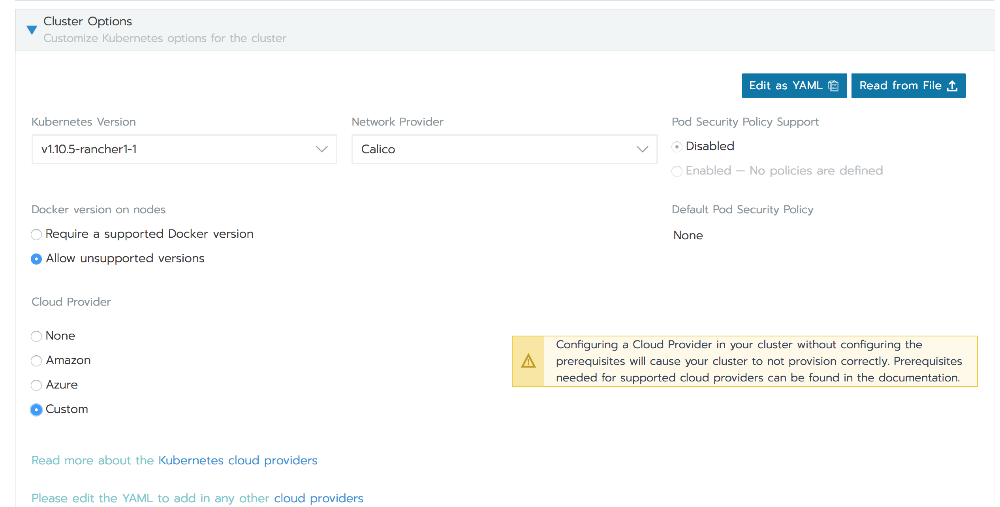 Cluster Options
Customize Kubernetes options for the cluster
Edit as YAML
Read from File
Kubernetes Version
Network Provider
Pod Security Policy Support
v1.10.5-rancher1-1
Calico
Disabled
Enabled — No policies are defined
Docker version on nodes
Default Pod Security Policy
Require a supported Docker version
None
Allow unsupported versions
Cloud Provider
None
Amazon
Azure
Custom
Configuring a Cloud Provider in your cluster without configuring the
prerequisites will cause your cluster to not provision correctly. Prerequisites
needed for supported cloud providers can be found in the documentation.
Read more about the Kubernetes cloud providers
Please edit the YAML to add in any other cloud providers